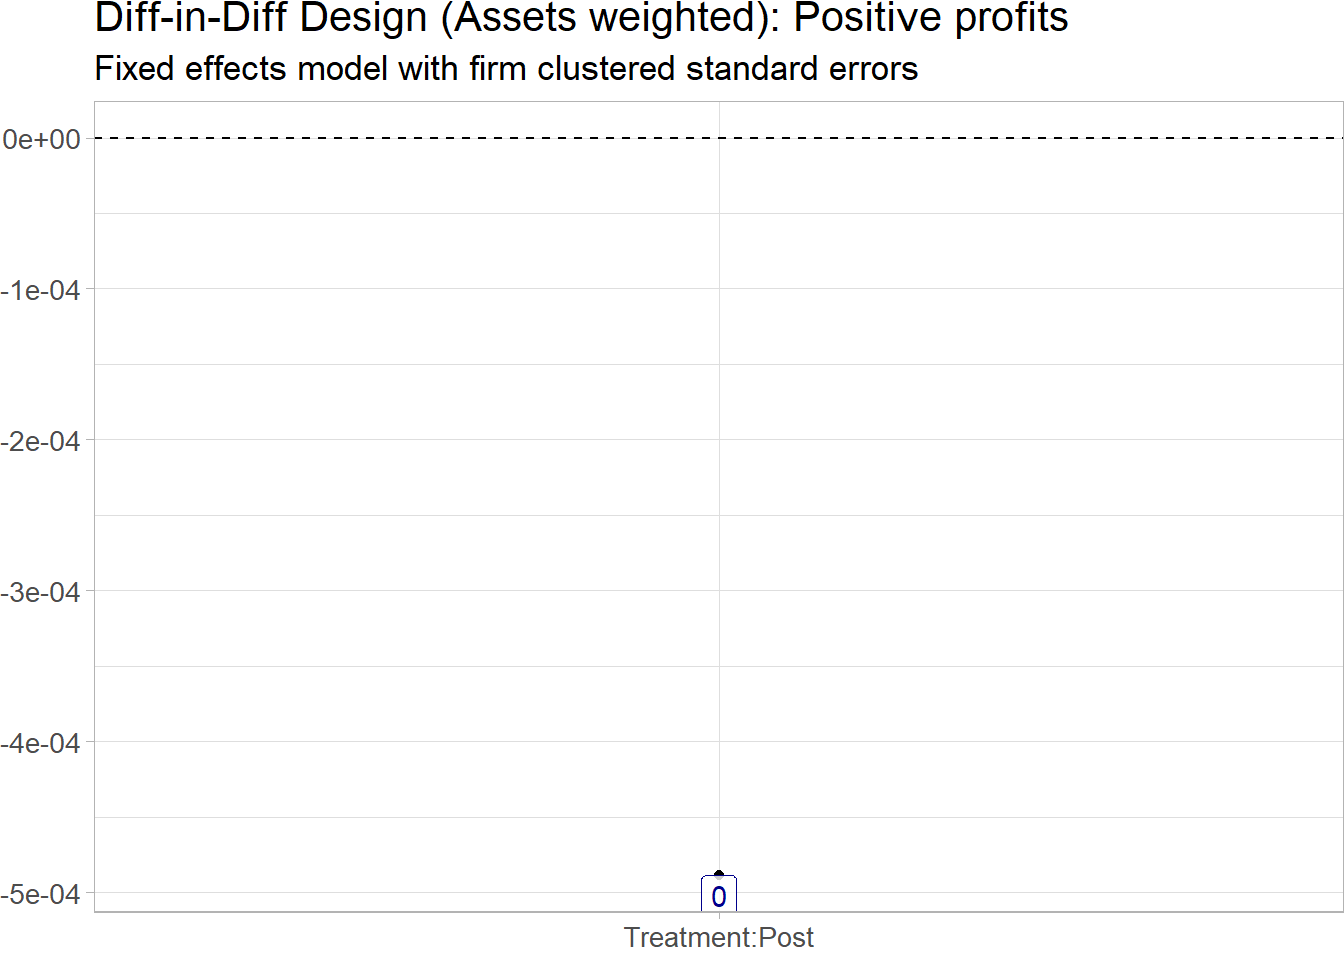 Diff-in-Diff Design (Assets weighted): Positive profits
Fixed effects model with firm clustered standard errors
0e+00
-1e-04
-2e-04
-3e-04
-4e-04
-5e-04
0
Treatment:Post